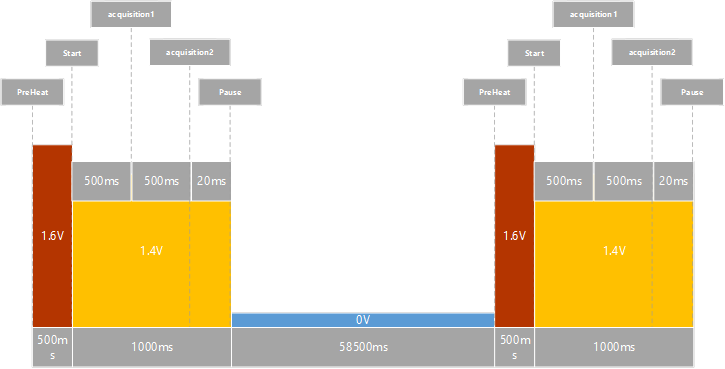 acquisition1
acquisition1
Start
acquisition2
Start
acquisition2
PreHeat
Pause
PreHeat
Pause
500ms
500ms
20ms
500ms
500ms
20ms
1.6V
1.4V
1.6V
1.4V
0V
500m
s
1000ms
58500ms
500m
s
1000ms